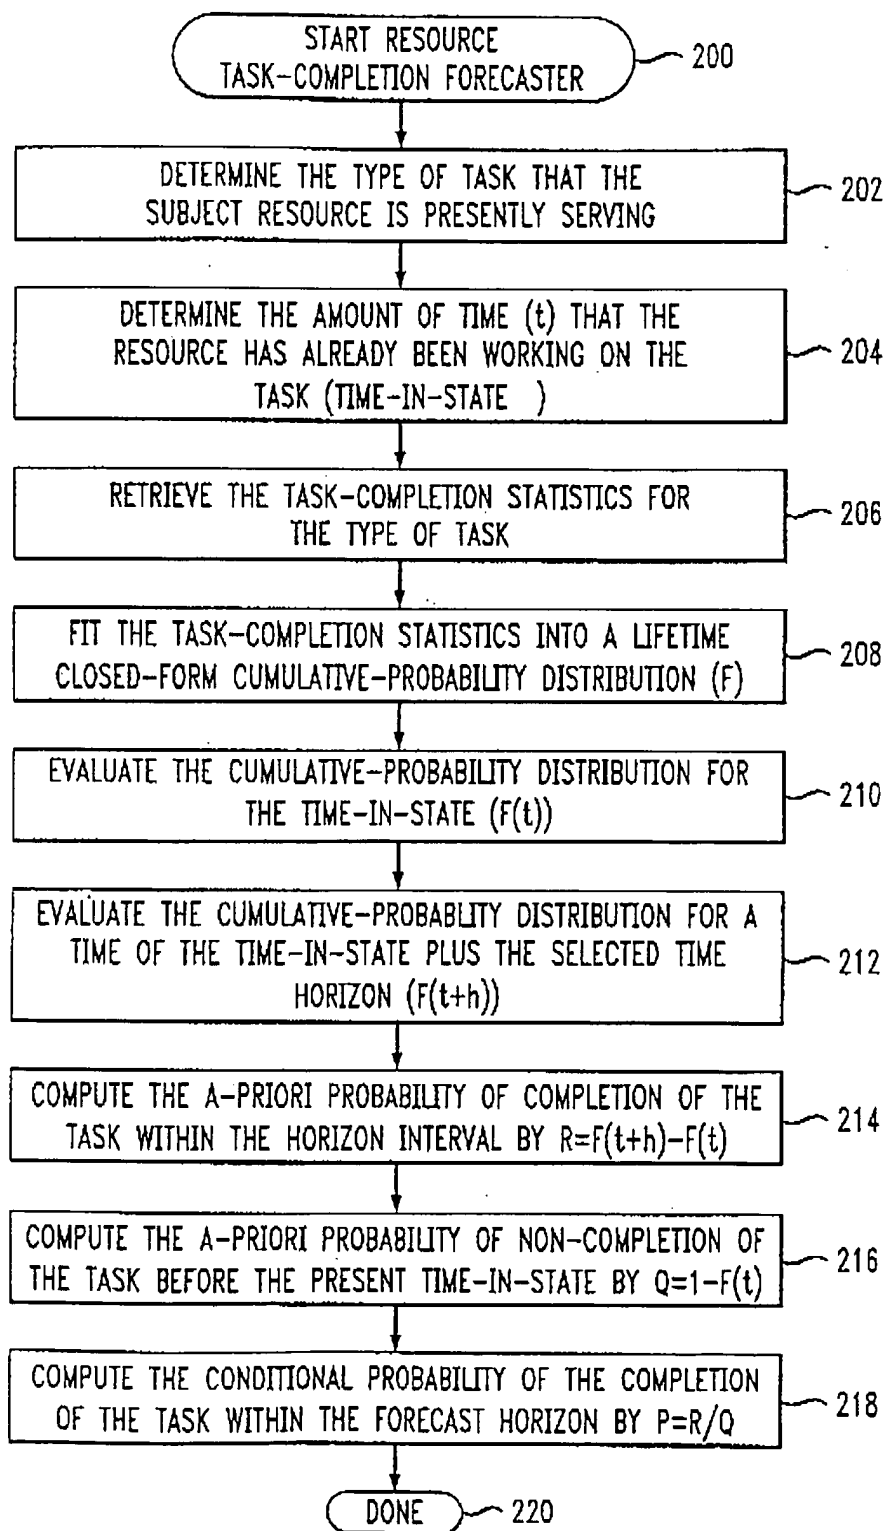 START RESOURCE
TASK-COMPLETION FORECASTER
200
DETERMINE THE TYPE OF TASK THAT THE
SUBJECT RESOURCE IS PRESENTLY SERVING
202
DETERMINE THE AMOUNT OF TIME (t) THAT THE
RESOURCE HAS ALREADY BEEN WORKING ON THE
TASK (TIME-IN-STATE )
204
RETRIEVE THE TASK-COMPLETION STATISTICS FOR
THE TYPE OF TASK
206
FIT THE TASK-COMPLETION STATISTICS INTO A LIFETIME
CLOSED-FORM CUMULATIVE-PROBABILITY DISTRIBUTION (F)
208
EVALUATE THE CUMULATIVE-PROBABILITY DISTRIBUTION FOR
THE TIME-IN-STATE (F(t))
210
EVALUATE THE CUMULATIVE-PROBABLITY DISTRIBUTION FOR A
TIME OF THE TIME-IN-STATE PLUS THE SELECTED TIME
HORIZON (F(t+h))
212
COMPUTE THE A-PRIORI PROBABILITY OF COMPLETION OF THE
TASK WITHIN THE HORIZON INTERVAL BY R=F(t+h)-F(t)
214
COMPUTE THE A-PRIORI PROBABILITY OF NON-COMPLETION OF
THE TASK BEFORE THE PRESENT TIME-IN-STATE BY Q=1-F(t)
216
COMPUTE THE CONDITIONAL PROBABILITY OF THE COMPLETION
OF THE TASK WITHIN THE FORECAST HORIZON BY P=R/Q
218
DONE
220